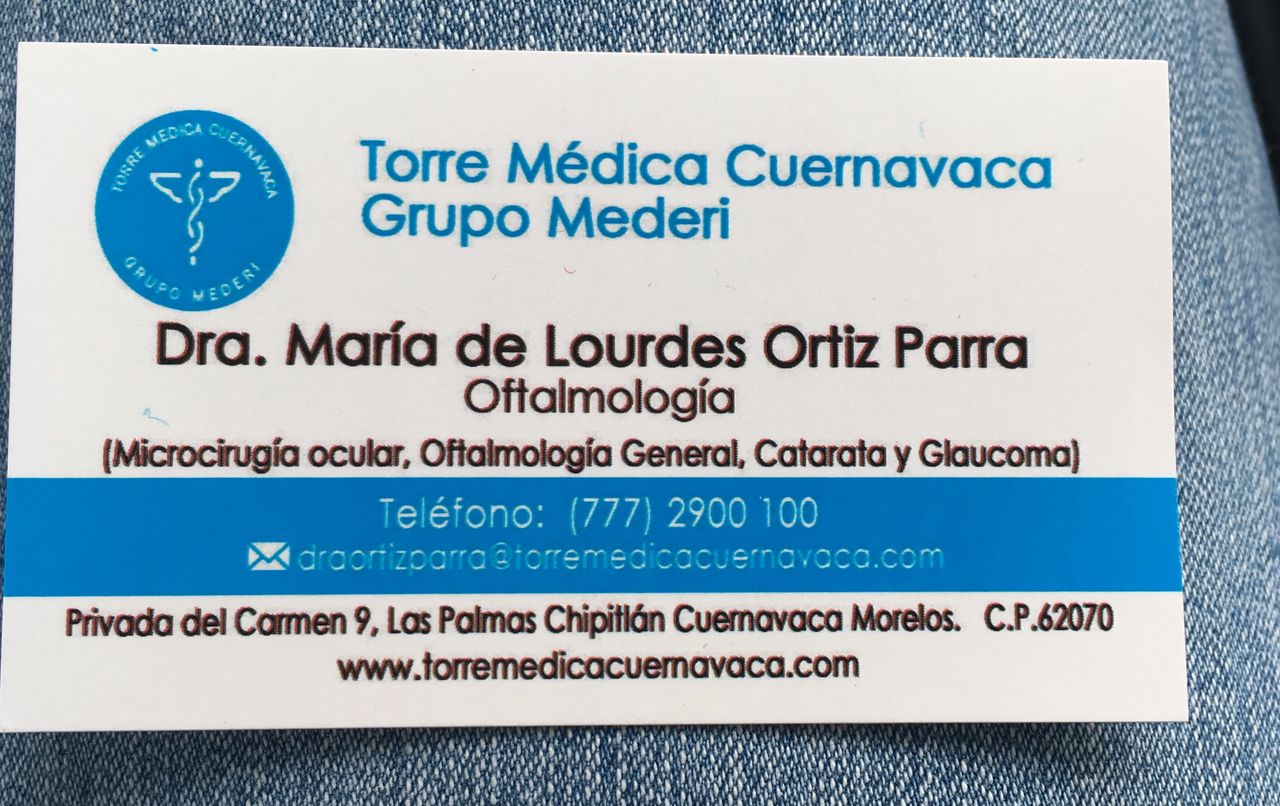 TORRE MEDICA CUERNAVACA
GRUPO MEDERI
Torre Médica Cuernavaca
Grupo Mederi
Dra. María de Lourdes Ortiz Parra
Oftalmología
(Microcirugía ocular, Oftalmología General, Catarata y Glaucoma)
Teléfono: (777) 2900 100
draortizparra@torremedicacuernavaca.com
Privada del Carmen 9, Las Palmas Chipitlán Cuernavaca Morelos. C.P.62070
www.torremedicacuernavaca.com